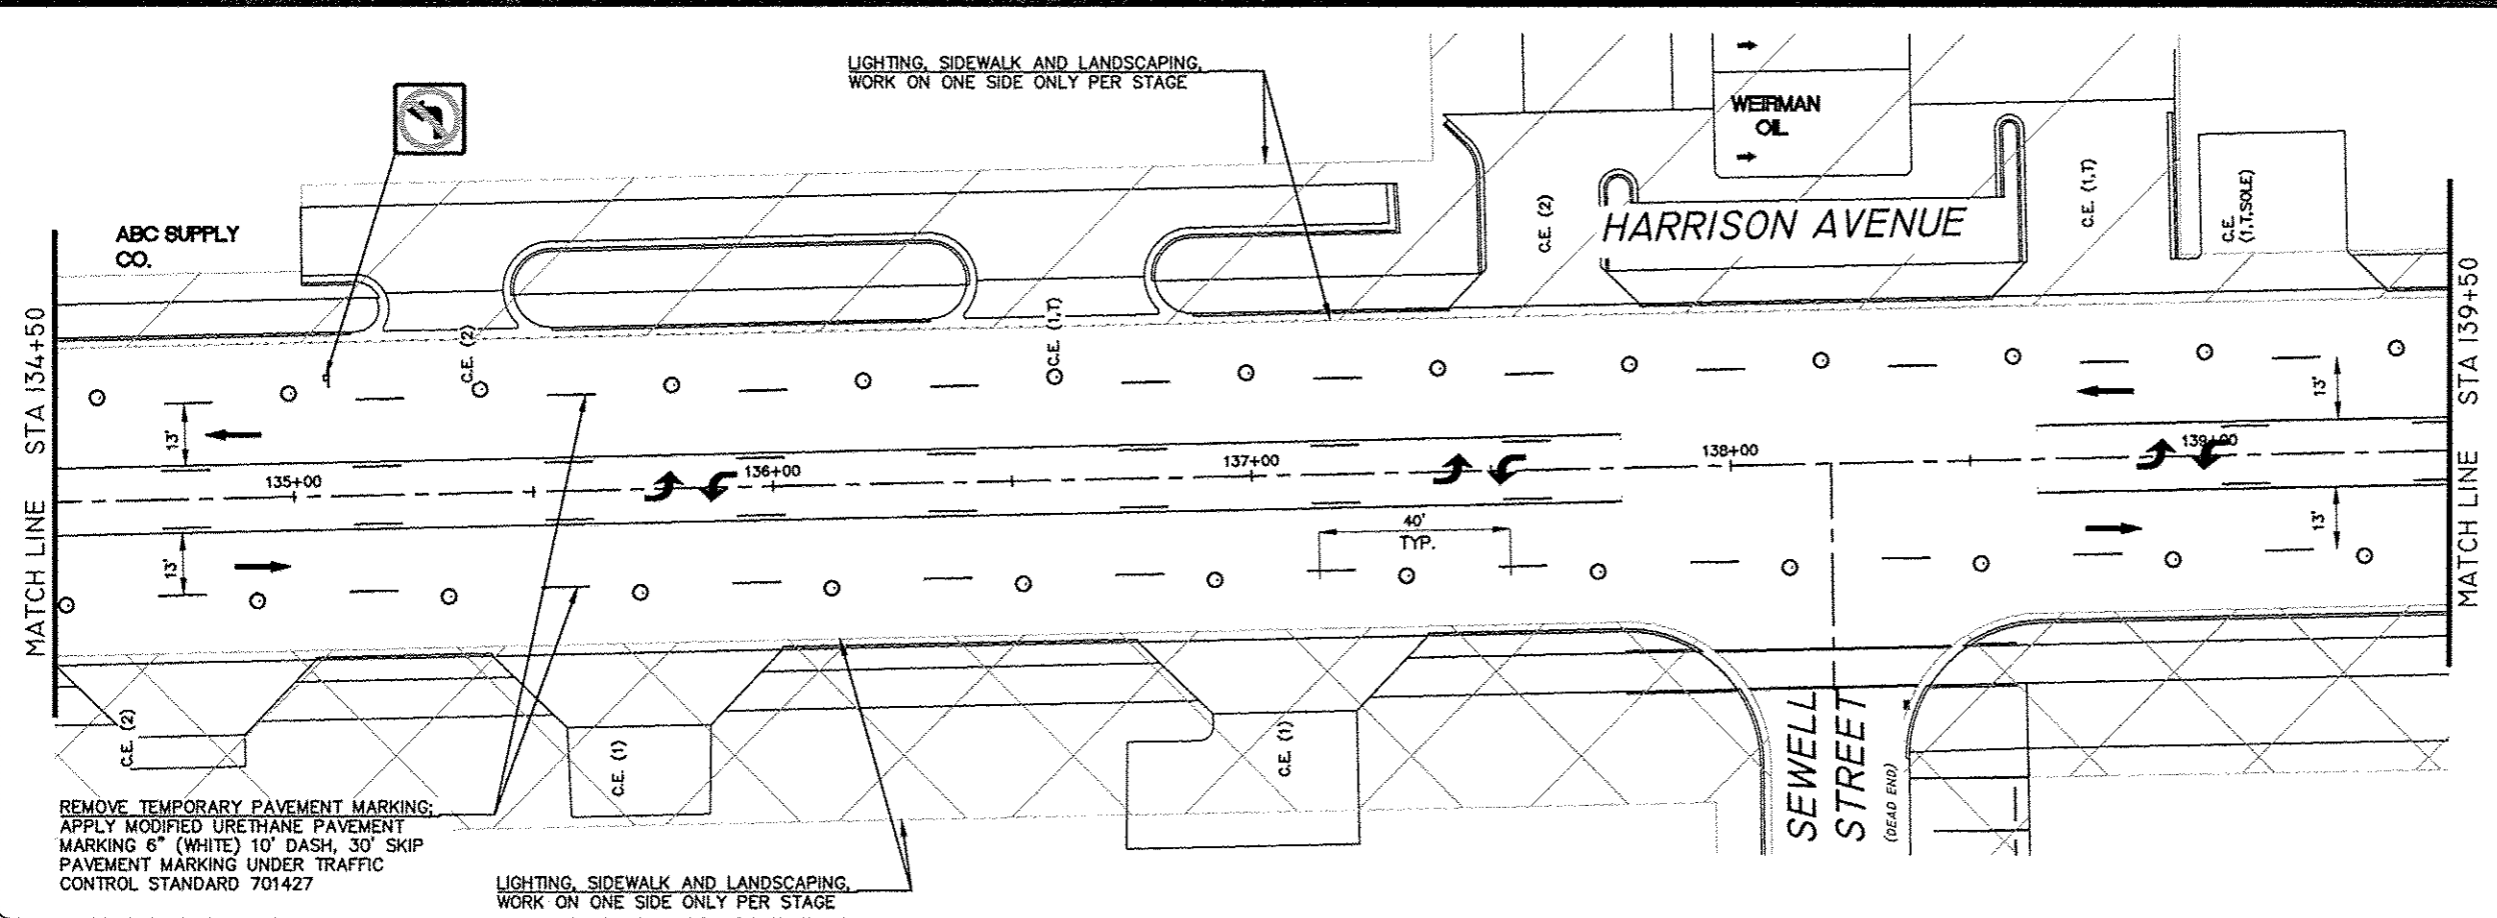 LIGHTING, SIDEWALK AND LANDSCAPING,
WORK ON ONE SIDE ONLY PER STAGE
WEIRMAN
OIL
ABC SUPPLY
CO.
HARRISON AVENUE
C.E. (2)
C.E. (1,T)
C.E.
(1,T,SOLE)
C.E. (2)
C.E. (1,T)
MATCH LINE STA 134+50
MATCH LINE STA 139+50
13'
13'
135+00
136+00
137+00
138+00
139+00
40'
TYP.
13'
13'
C.E. (2)
C.E. (1)
C.E. (1)
SEWELL
STREET
(DEAD END)
REMOVE TEMPORARY PAVEMENT MARKING;
APPLY MODIFIED URETHANE PAVEMENT
MARKING 6" (WHITE) 10' DASH, 30' SKIP
PAVEMENT MARKING UNDER TRAFFIC
CONTROL STANDARD 701427
LIGHTING, SIDEWALK AND LANDSCAPING,
WORK ON ONE SIDE ONLY PER STAGE